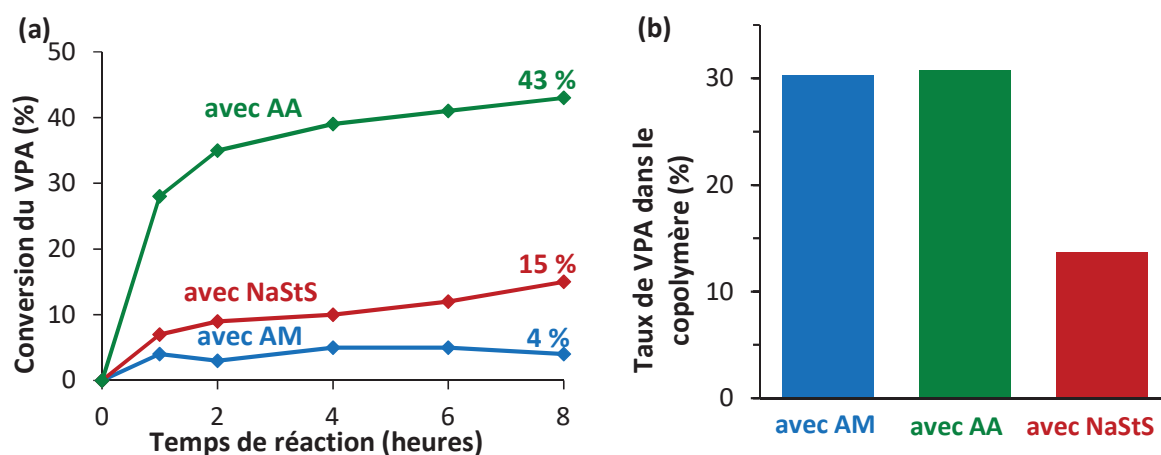 (a)
Conversion du VPA (%)
50
40
30
20
10
0
avec AA
43 %
avec NaStS
15 %
avec AM
4 %
0 2 4 6 8
Temps de réaction (heures)
(b)
Taux de VPA dans le
copolymère (%)
30
20
10
0
avec AM avec AA avec NaStS